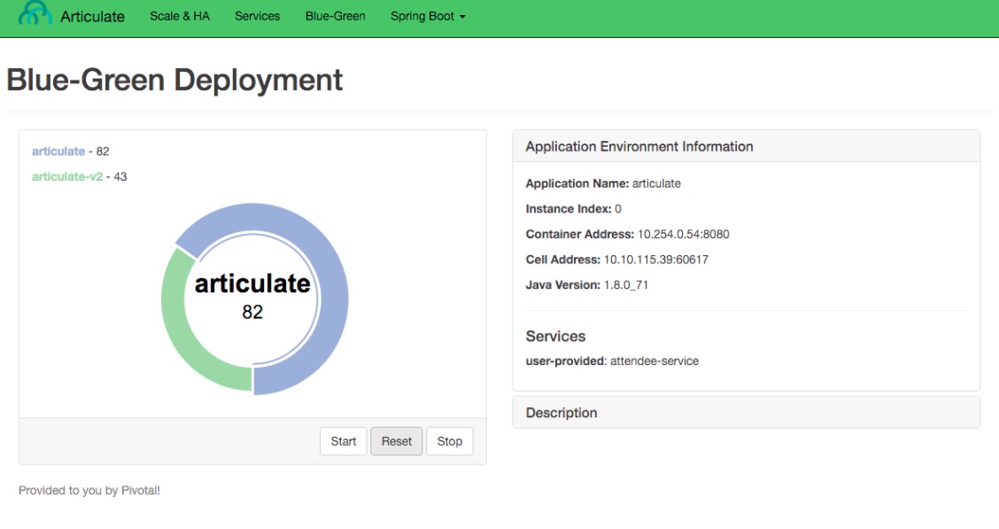 Articulate Scale & HA Services Blue-Green Spring Boot
Blue-Green Deployment
articulate - 82
articulate-v2 - 43
articulate
82
Start Reset Stop
Application Environment Information
Application Name: articulate
Instance Index: 0
Container Address: 10.254.0.54:8080
Cell Address: 10.10.115.39:60617
Java Version: 1.8.0_71
Services
user-provided: attendee-service
Description
Provided to you by Pivotal!